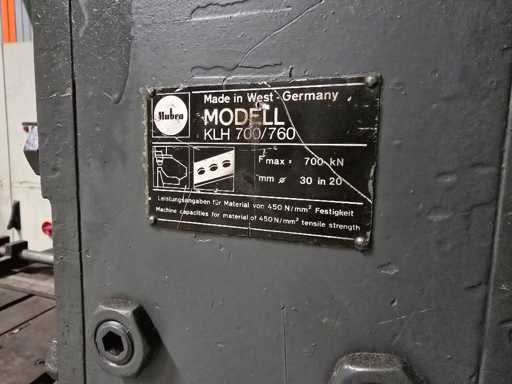 Mubea
Made in West-Germany
MODELL
KLH 700/760
Fmax = 700 kN
mm ø 30 in 20
Leistungsangaben für Material von 450 N/mm² Festigkeit
Machine capacities for material of 450 N/mm² tensile strength